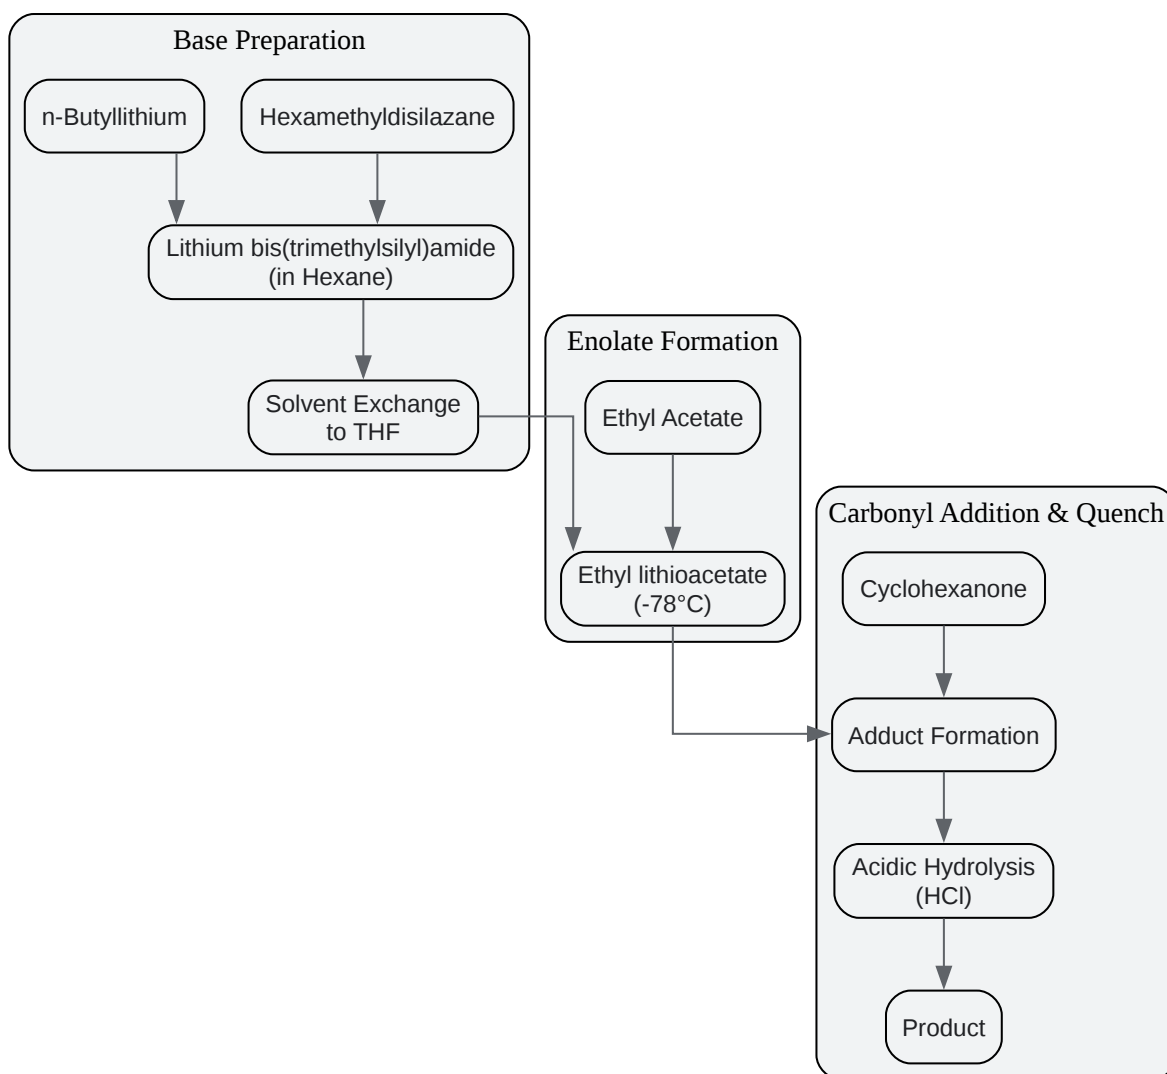 Base Preparation
n-Butyllithium
Hexamethyldisilazane
Lithium bis(trimethylsilyl)amide
(in Hexane)
Solvent Exchange
to THF
Enolate Formation
Ethyl Acetate
Ethyl lithioacetate
(-78°C)
Carbonyl Addition & Quench
Cyclohexanone
Adduct Formation
Acidic Hydrolysis
(HCl)
Product